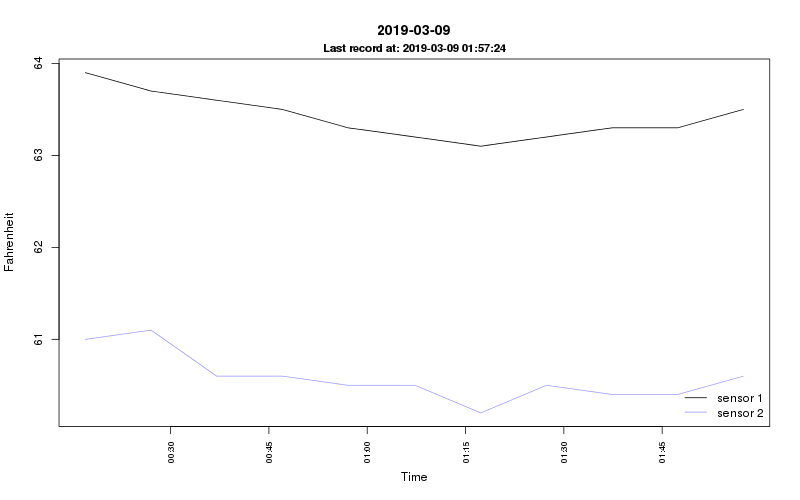 2019-03-09
Last record at: 2019-03-09 01:57:24
64
63
62
61
Fahrenheit
sensor 1
sensor 2
00:30 00:45 01:00 01:15 01:30 01:45
Time